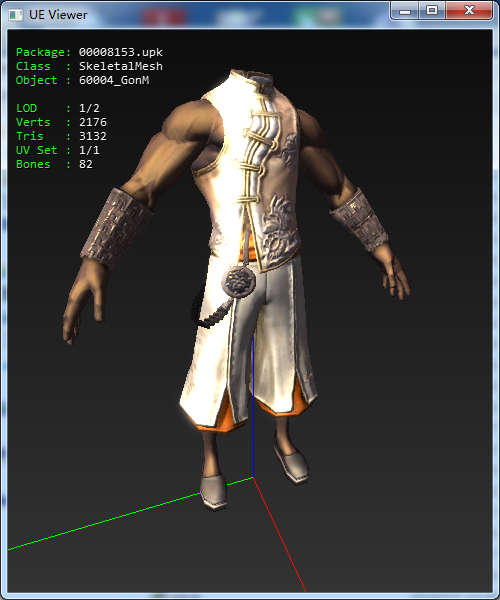 UE Viewer
Package: 00008153.upk
Class : SkeletalMesh
Object : 60004_GonM
LOD : 1/2
Verts : 2176
Tris : 3132
UV Set : 1/1
Bones : 82